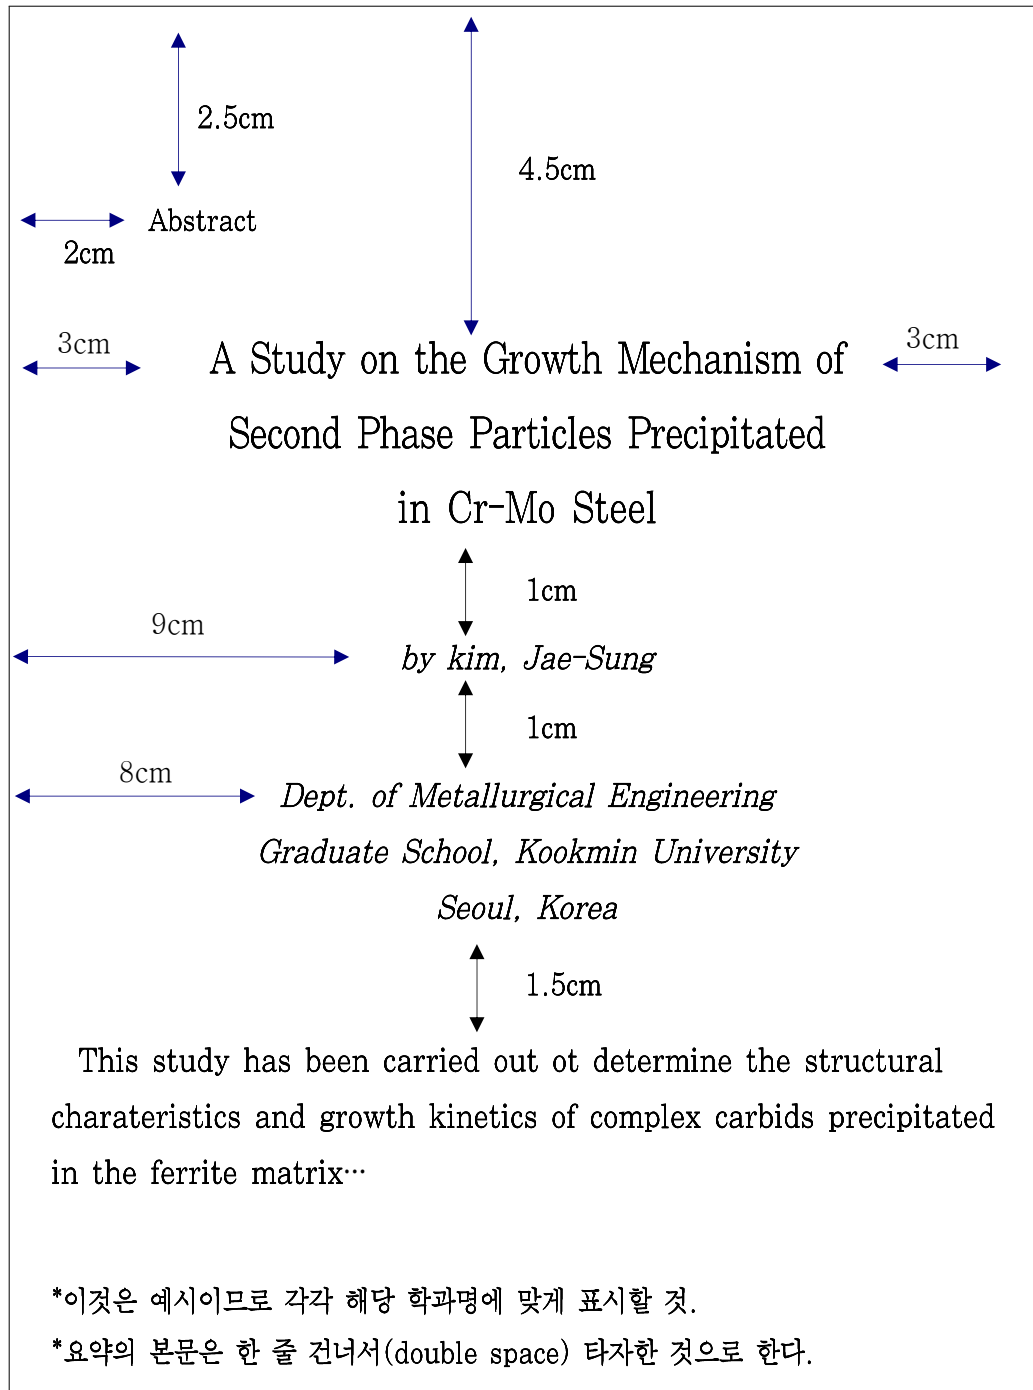 2.5cm
4.5cm
Abstract
2cm
3cm
3cm
A Study on the Growth Mechanism of
Second Phase Particles Precipitated
in Cr-Mo Steel
1cm
9cm
by kim, Jae-Sung
1cm
8cm
Dept. of Metallurgical Engineering
Graduate School, Kookmin University
Seoul, Korea
1.5cm
This study has been carried out ot determine the structural
charateristics and growth kinetics of complex carbids precipitated
in the ferrite matrix…
*이것은 예시이므로 각각 해당 학과명에 맞게 표시할 것.
*요약의 본문은 한 줄 건너서(double space) 타자한 것으로 한다.